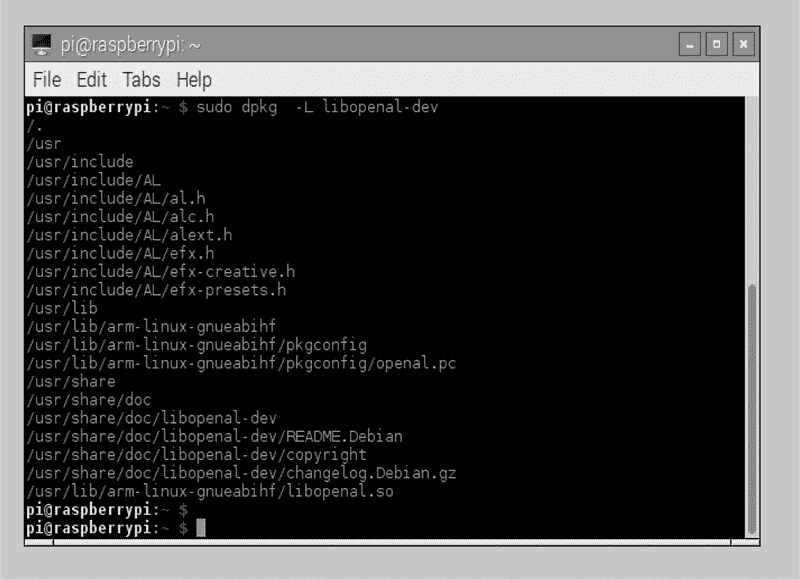 pi@raspberrypi: ~
File Edit Tabs Help
pi@raspberrypi:~ $ sudo dpkg  -L libopenal-dev
/.
/usr
/usr/include
/usr/include/AL
/usr/include/AL/al.h
/usr/include/AL/alc.h
/usr/include/AL/alext.h
/usr/include/AL/efx.h
/usr/include/AL/efx-creative.h
/usr/include/AL/efx-presets.h
/usr/lib
/usr/lib/arm-linux-gnueabihf
/usr/lib/arm-linux-gnueabihf/pkgconfig
/usr/lib/arm-linux-gnueabihf/pkgconfig/openal.pc
/usr/share
/usr/share/doc
/usr/share/doc/libopenal-dev
/usr/share/doc/libopenal-dev/README.Debian
/usr/share/doc/libopenal-dev/copyright
/usr/share/doc/libopenal-dev/changelog.Debian.gz
/usr/lib/arm-linux-gnueabihf/libopenal.so
pi@raspberrypi:~ $
pi@raspberrypi:~ $